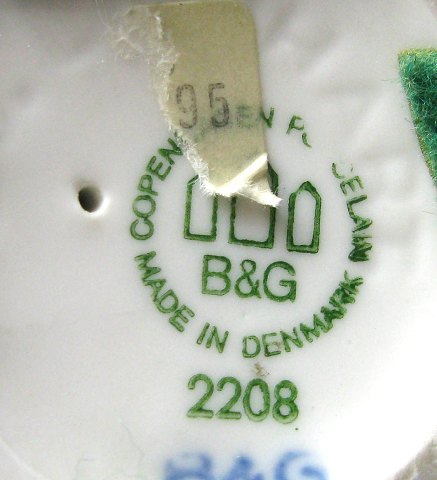 95
COPEN EN P CELAIN
B&G
MADE IN DENMARK
2208
B&G